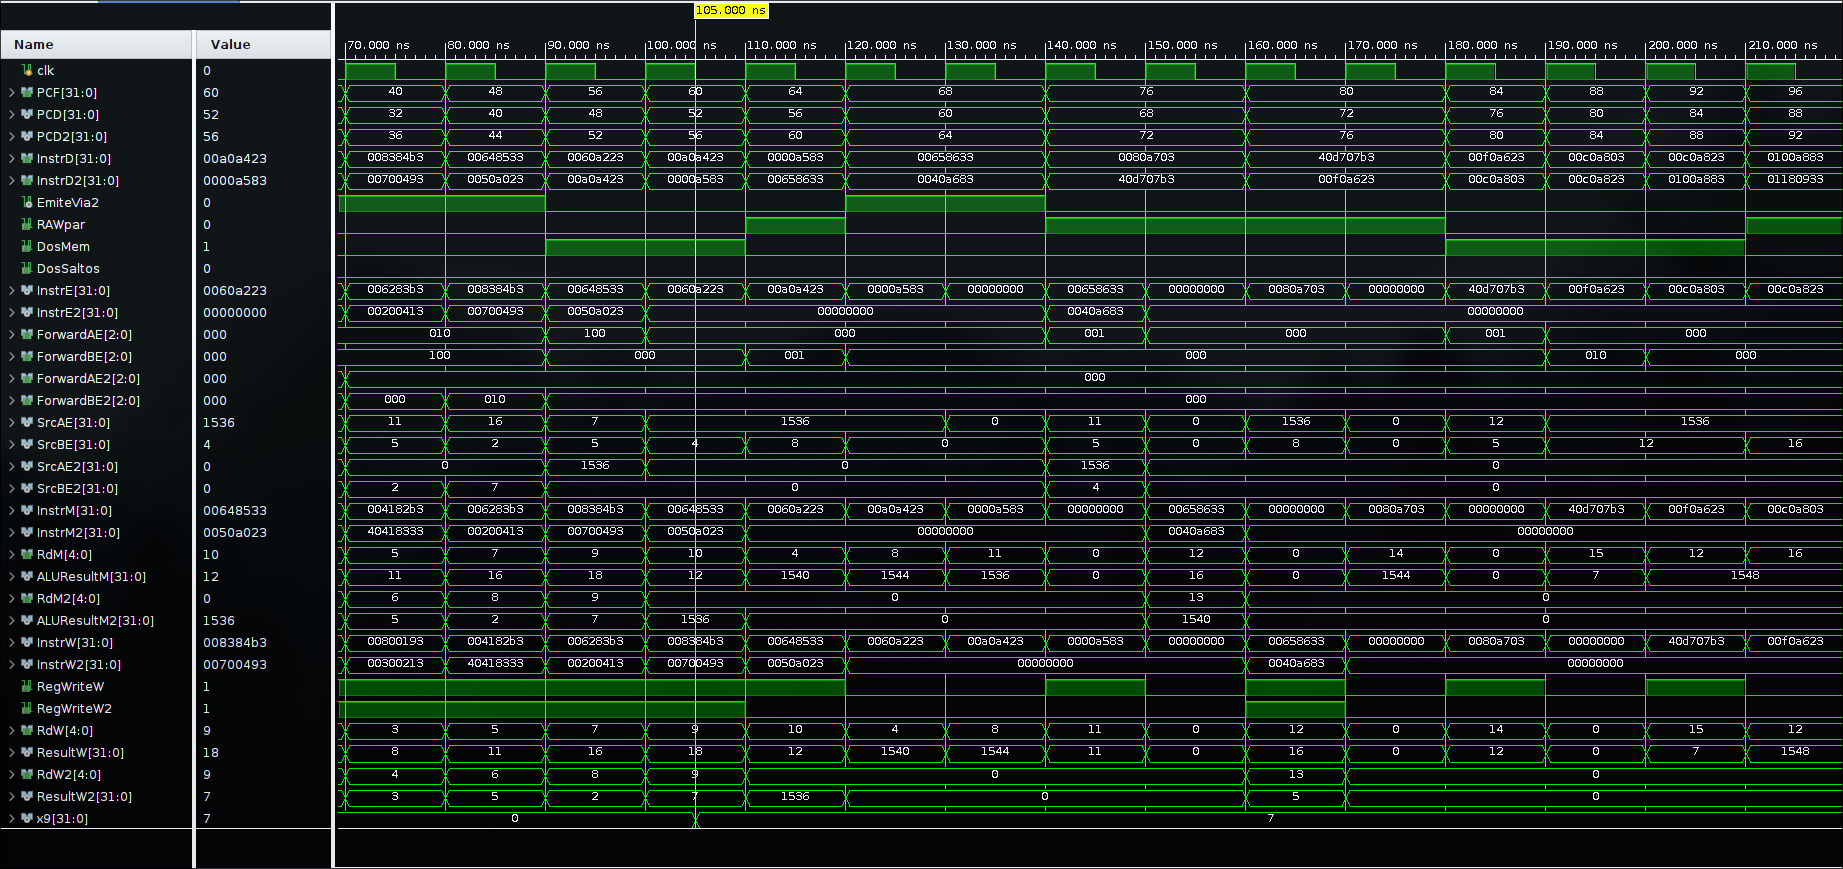 105.000 ns
Name Value 70.000 ns 80.000 ns 90.000 ns 100.000 ns 110.000 ns 120.000 ns 130.000 ns 140.000 ns 150.000 ns 160.000 ns 170.000 ns 180.000 ns 190.000 ns 200.000 ns 210.000 ns
clk 0
PCF[31:0] 60 40 48 56 60 64 68 76 80 84 88 92 96
PCD[31:0] 52 32 40 48 52 56 60 68 72 76 80 84 88
PCD2[31:0] 56 36 44 52 56 60 64 72 76 80 84 88 92
InstrD[31:0] 00a0a423 008384b3 00648533 0060a223 00a0a423 0000a583 00658633 0080a703 40d707b3 00f0a623 00c0a803 00c0a823 0100a883
InstrD2[31:0] 0000a583 00700493 0050a023 00a0a423 0000a583 00658633 0040a683 40d707b3 00f0a623 00c0a803 00c0a823 0100a883 01180933
EmiteVia2 0
RAWpar 0
DosMem 1
DosSaltos 0
InstrE[31:0] 0060a223 006283b3 008384b3 00648533 0060a223 00a0a423 0000a583 00000000 00658633 00000000 0080a703 00000000 40d707b3 00f0a623 00c0a803 00c0a823
InstrE2[31:0] 00000000 00200413 00700493 0050a023 00000000 0040a683 00000000
ForwardAE[2:0] 000 010 100 000 001 000 001 000
ForwardBE[2:0] 000 100 000 001 000 010 000
ForwardAE2[2:0] 000 000
ForwardBE2[2:0] 000 000 010 000
SrcAE[31:0] 1536 11 16 7 1536 0 11 0 1536 0 12 1536
SrcBE[31:0] 4 5 2 5 4 8 0 5 0 8 0 5 12 16
SrcAE2[31:0] 0 0 1536 0 1536 0
SrcBE2[31:0] 0 2 7 0 4 0
InstrM[31:0] 00648533 004182b3 006283b3 008384b3 00648533 0060a223 00a0a423 0000a583 00000000 00658633 00000000 0080a703 00000000 40d707b3 00f0a623 00c0a803
InstrM2[31:0] 0050a023 40418333 00200413 00700493 0050a023 00000000 0040a683 00000000
RdM[4:0] 10 5 7 9 10 4 8 11 0 12 0 14 0 15 12 16
ALUResultM[31:0] 12 11 16 18 12 1540 1544 1536 0 16 0 1544 0 7 1548
RdM2[4:0] 0 6 8 9 0 13 0
ALUResultM2[31:0] 1536 5 2 7 1536 0 1540 0
InstrW[31:0] 008384b3 00800193 004182b3 006283b3 008384b3 00648533 0060a223 00a0a423 0000a583 00000000 00658633 00000000 0080a703 00000000 40d707b3 00f0a623
InstrW2[31:0] 00700493 00300213 40418333 00200413 00700493 0050a023 00000000 0040a683 00000000
RegWriteW 1
RegWriteW2 1
RdW[4:0] 9 3 5 7 9 10 4 8 11 0 12 0 14 0 15 12
ResultW[31:0] 18 8 11 16 18 12 1540 1544 11 0 16 0 12 0 7 1548
RdW2[4:0] 9 4 6 8 9 0 13 0
ResultW2[31:0] 7 3 5 2 7 1536 0 5 0
x9[31:0] 7 0 7